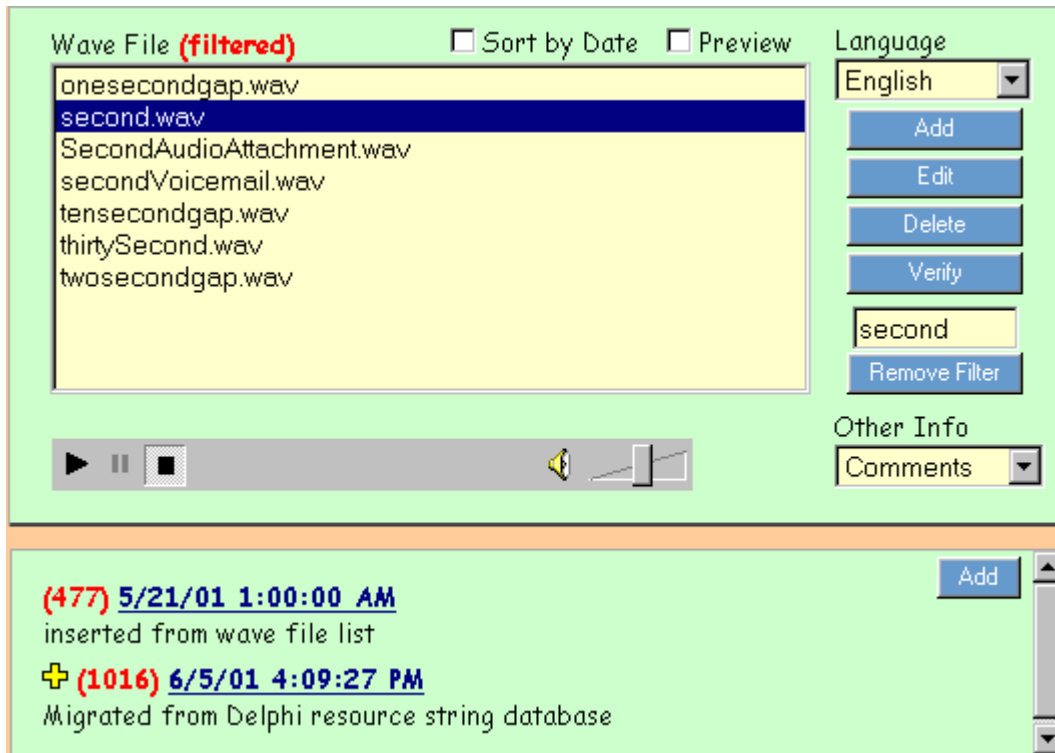 Wave File (filtered)
Sort by Date
Preview
Language
onesecondgap.wav
second.wav
SecondAudioAttachment.wav
secondVoicemail.wav
tensecondgap.wav
thirtySecond.wav
twosecondgap.wav
English
Add
Edit
Delete
Verify
second
Remove Filter
Other Info
Comments
Add
(477) 5/21/01 1:00:00 AM
inserted from wave file list
(1016) 6/5/01 4:09:27 PM
Migrated from Delphi resource string database